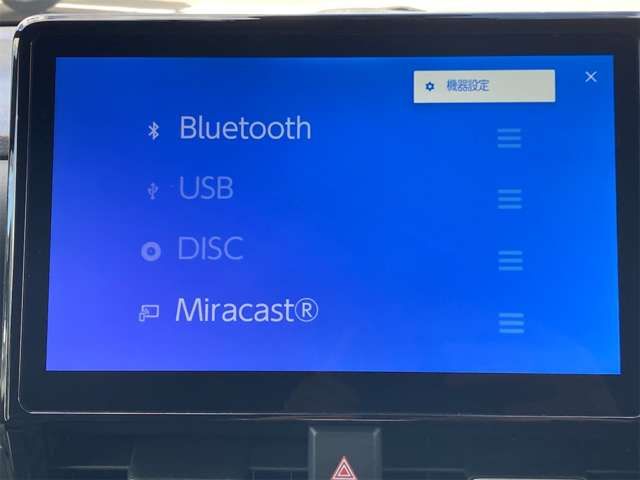 機器設定
Bluetooth
USB
DISC
Miracast®